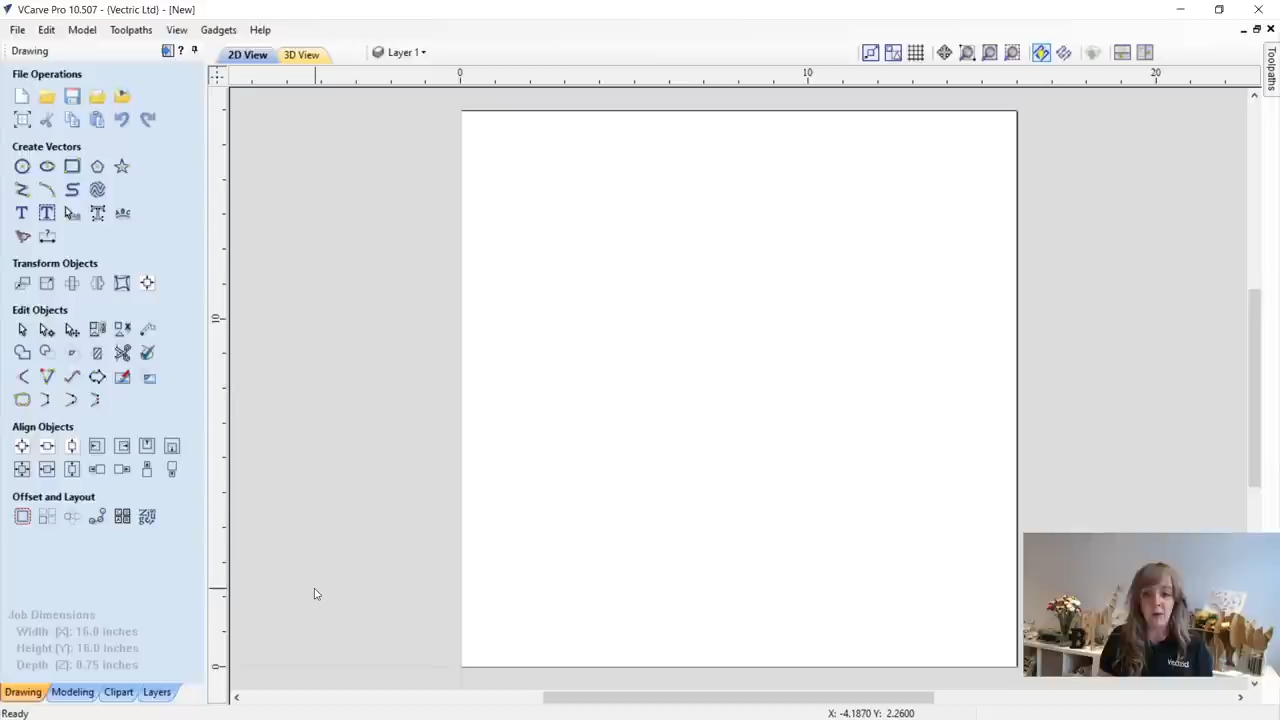 VCarve Pro 10.507 - {Vectric Ltd} - [New]
File Edit Model Toolpaths View Gadgets Help
Drawing
2D View 3D View Layer 1
Toolpaths
File Operations
Create Vectors
Transform Objects
Edit Objects
Align Objects
Offset and Layout
0 10 20
10
0
Job Dimensions
Width [X]: 16.0 inches
Height [Y]: 16.0 inches
Depth [Z]: 0.75 inches
Drawing Modeling Clipart Layers
Ready
X: -4.1870 Y: 2.2600